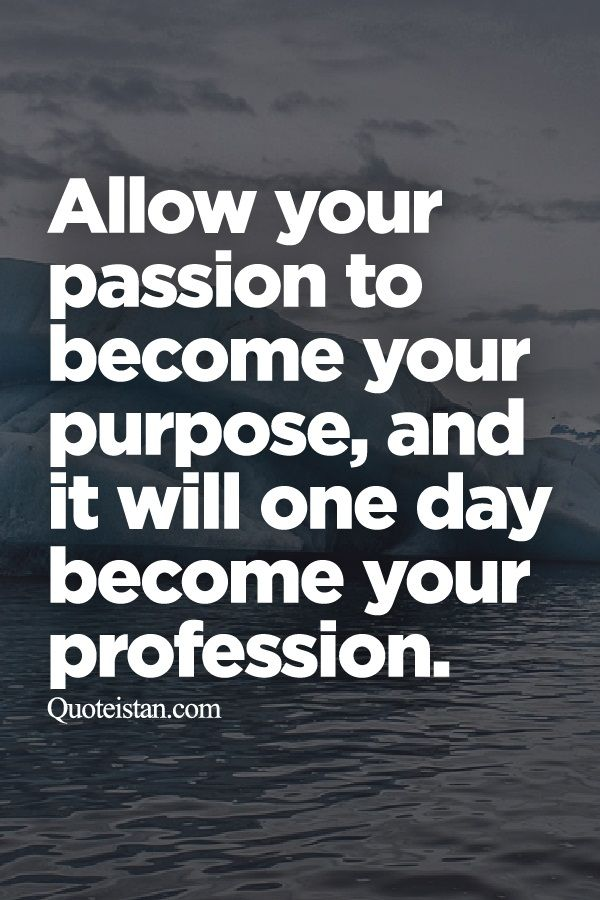 Allow your
passion to
become your
purpose, and
it will one day
become your
profession.
Quoteistan.com